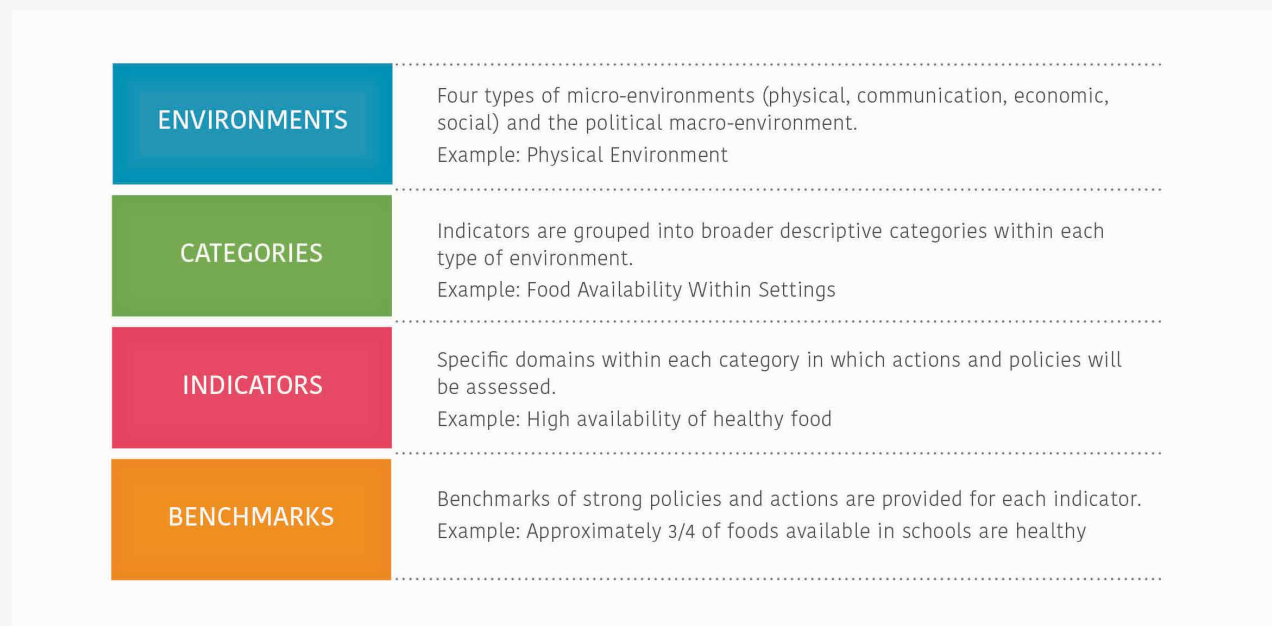 ENVIRONMENTS
Four types of micro-environments (physical, communication, economic,
social) and the political macro-environment.
Example: Physical Environment
CATEGORIES
Indicators are grouped into broader descriptive categories within each
type of environment.
Example: Food Availability Within Settings
INDICATORS
Specific domains within each category in which actions and policies will
be assessed.
Example: High availability of healthy food
BENCHMARKS
Benchmarks of strong policies and actions are provided for each indicator.
Example: Approximately 3/4 of foods available in schools are healthy